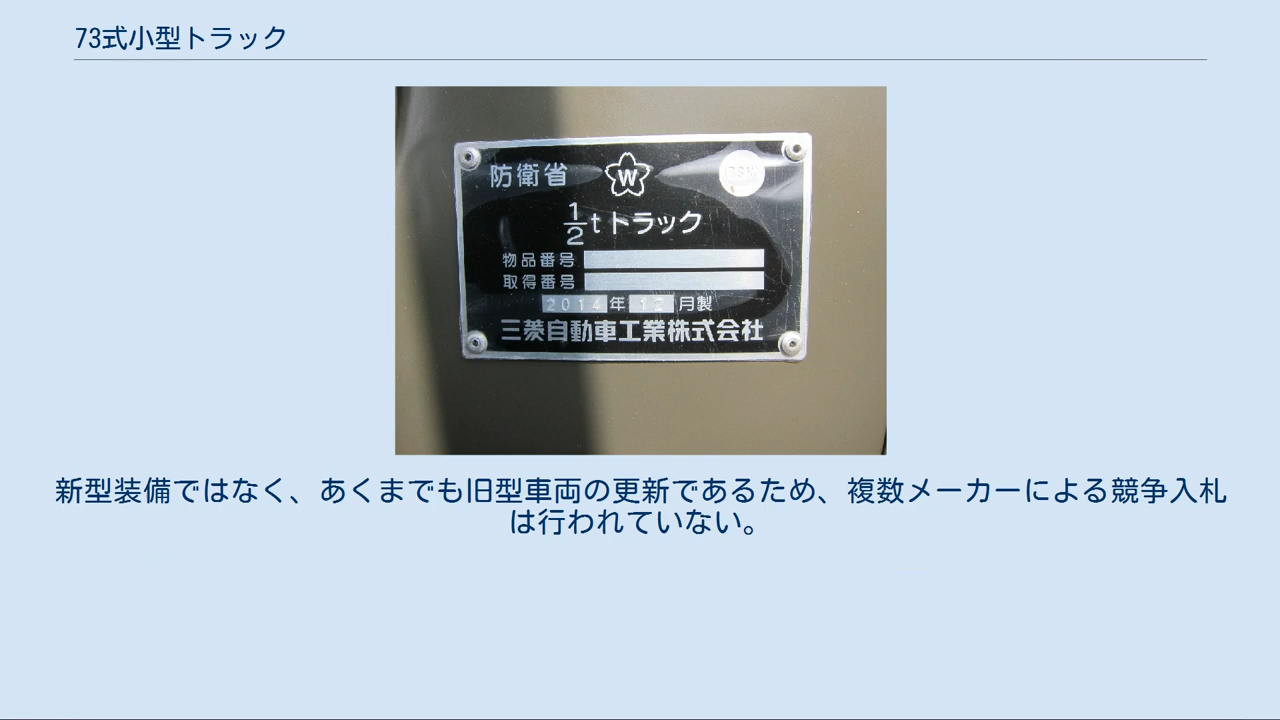 73式小型トラック
防衛省 W
1/2 t トラック
物品番号
取得番号
2014年12月製
三菱自動車工業株式会社
新型装備ではなく、あくまでも旧型車両の更新であるため、複数メーカーによる競争入札
は行われていない。